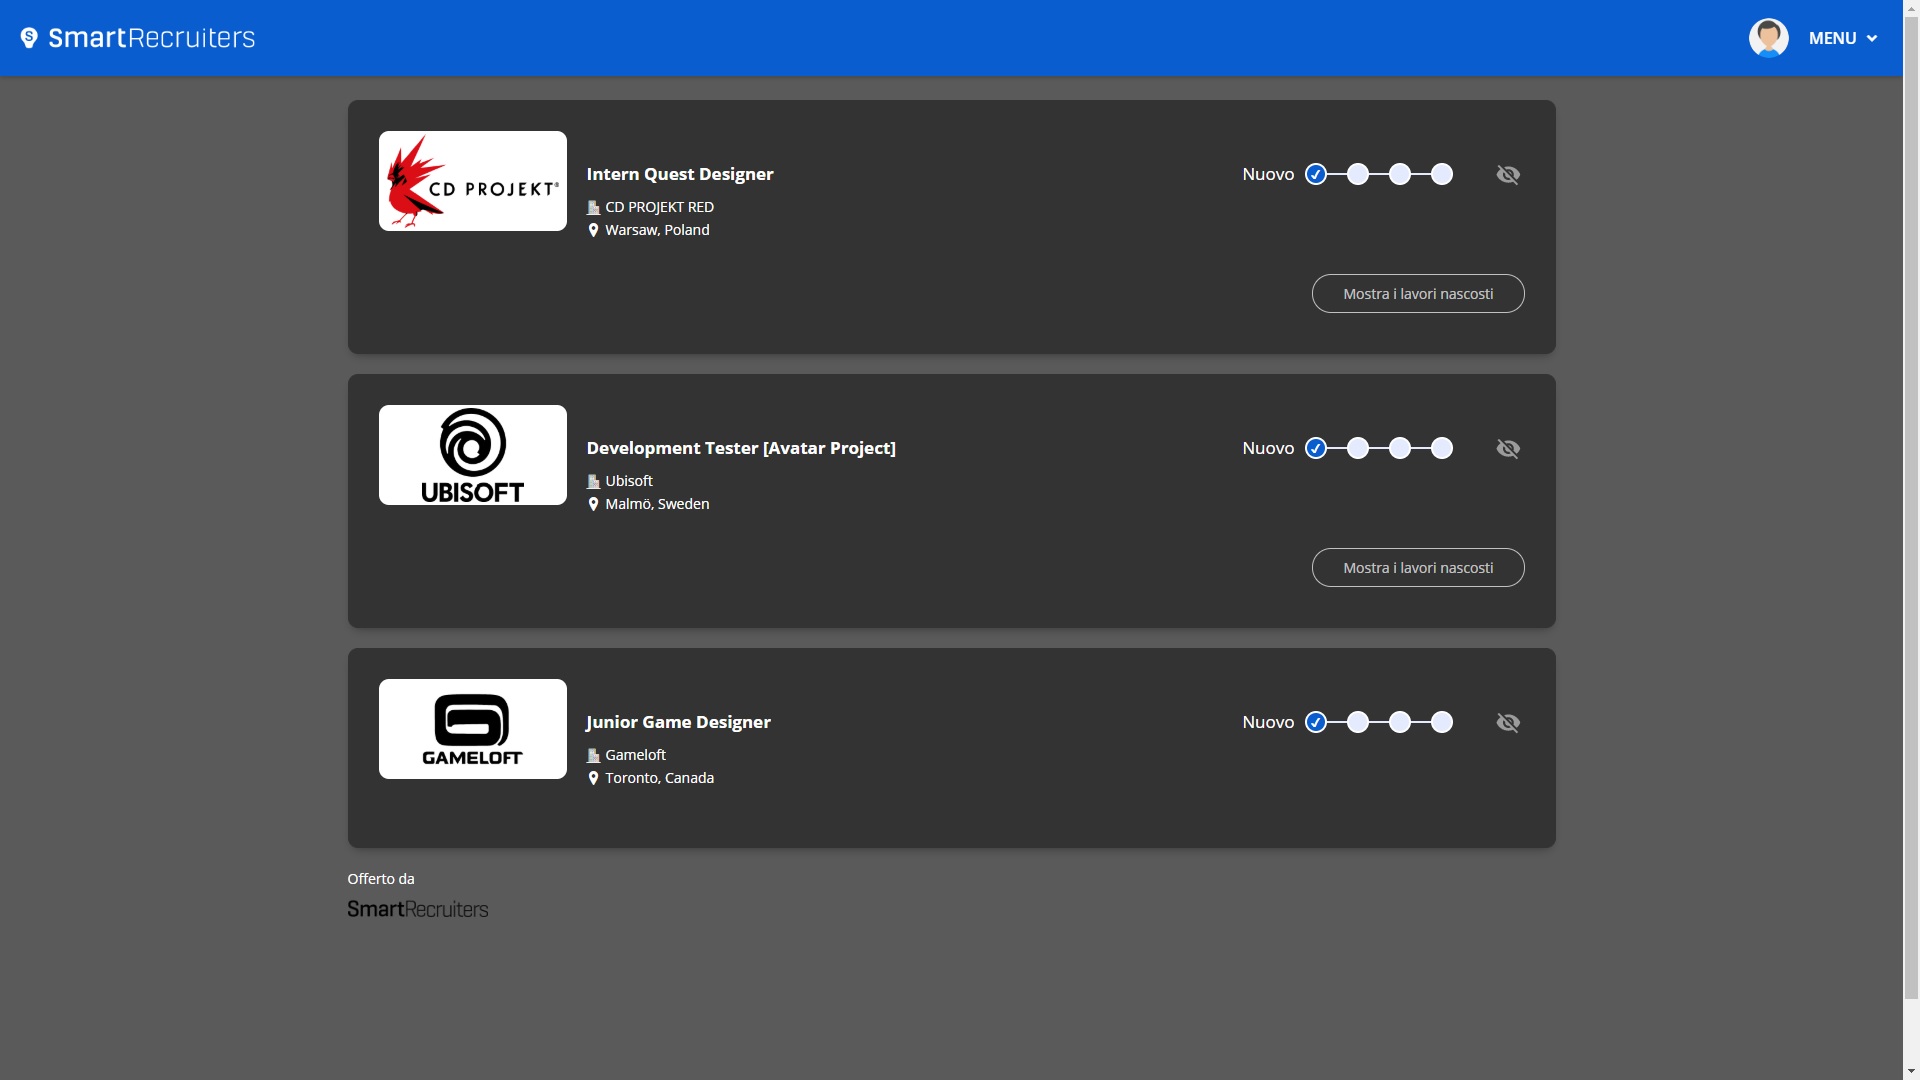 SmartRecruiters
MENU
CD PROJEKT®
Intern Quest Designer
Nuovo
CD PROJEKT RED
Warsaw, Poland
Mostra i lavori nascosti
UBISOFT
Development Tester [Avatar Project]
Nuovo
Ubisoft
Malmö, Sweden
Mostra i lavori nascosti
GAMELOFT
Junior Game Designer
Nuovo
Gameloft
Toronto, Canada
Offerto da
SmartRecruiters